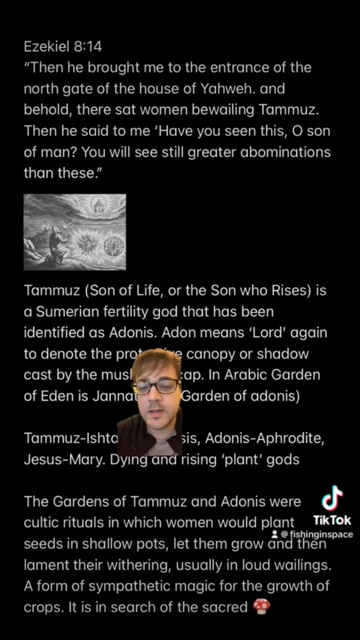 Ezekiel 8:14
“Then he brought me to the entrance of the
north gate of the house of Yahweh. and
behold, there sat women bewailing Tammuz.
Then he said to me ‘Have you seen this, O son
of man? You will see still greater abominations
than these.”
Tammuz (Son of Life, or the Son who Rises) is
a Sumerian fertility god that has been
identified as Adonis. Adon means ‘Lord’ again
to denote the canopy or shadow
cast by the cap. In Arabic Garden
of Eden is Garden of adonis)
Adonis-Aphrodite,
Jesus-Mary. Dying and rising ‘plant’ gods
The Gardens of Tammuz and Adonis were
cultic rituals in which women would plant
seeds in shallow pots, let them grow and then
lament their withering, usually in loud wailings.
A form of sympathetic magic for the growth of
crops. It is in search of the sacred 🍄
TikTok
@fishinginspace